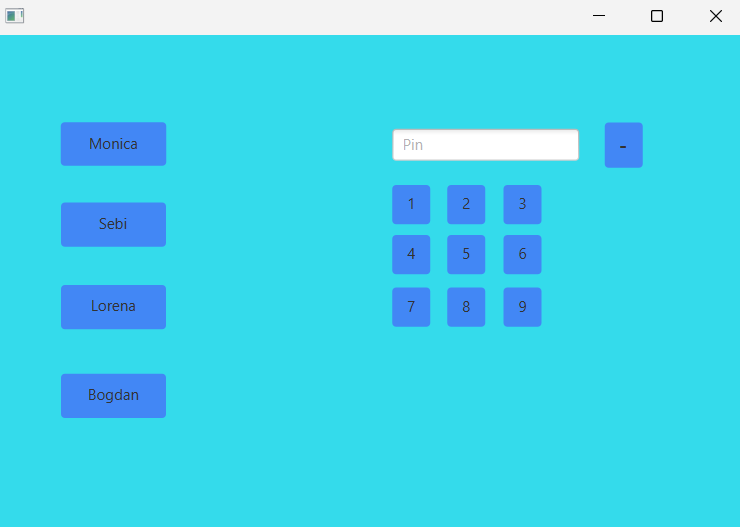 Monica
Sebi
Lorena
Bogdan
Pin
-
1 2 3
4 5 6
7 8 9